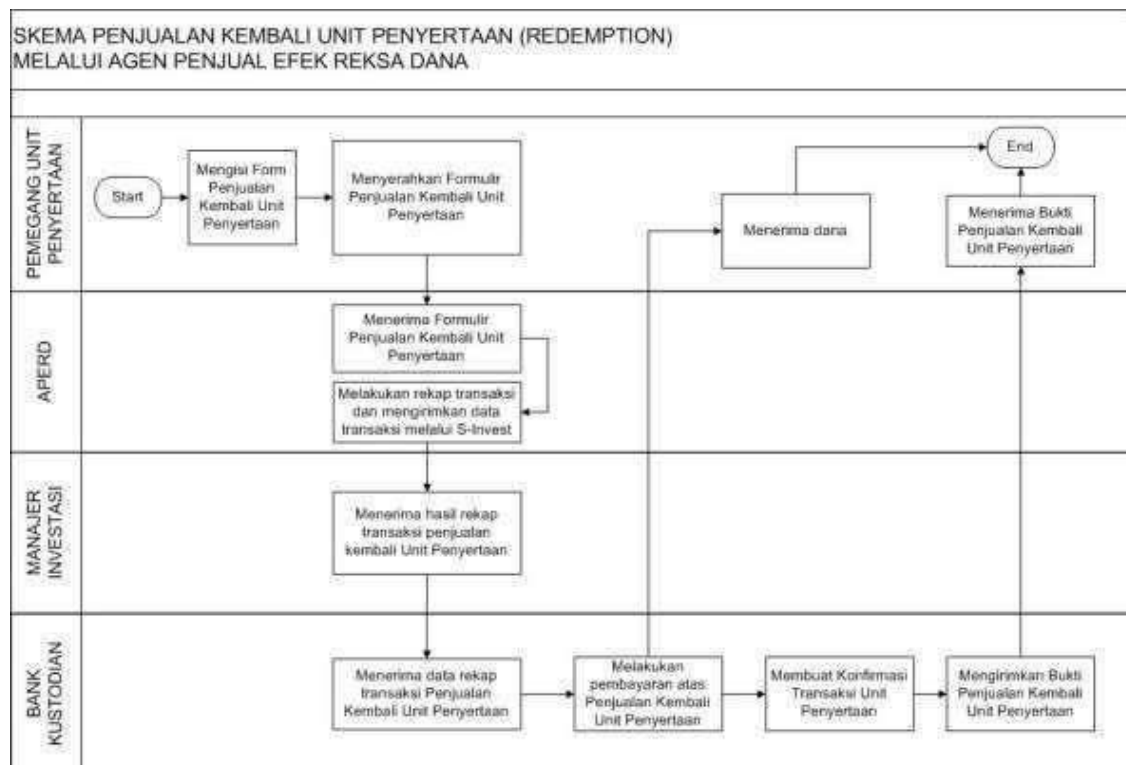 SKEMA PENJUALAN KEMBALI UNIT PENYERTAAN (REDEMPTION)
MELALUI AGEN PENJUAL EFEK REKSA DANA
PEMEGANG UNIT
PENYERTAAN
Start
Mengisi Form
Penjualan
Kembali Unit
Penyertaan
Menyerahkan Formulir
Penjualan Kembali Unit
Penyertaan
Menerima dana
End
Menerima Bukti
Penjualan Kembali
Unit Penyertaan
APERD
Menerima Formulir
Penjualan Kembali Unit
Penyertaan
Melakukan rekap transaksi
dan mengirimkan data
transaksi melalui S-Invest
MANAJER
INVESTASI
Menerima hasil rekap
transaksi penjualan
kembali Unit Penyertaan
BANK
KUSTODIAN
Menerima data rekap
transaksi Penjualan
Kembali Unit Penyertaan
Melakukan
pembayaran atas
Penjualan Kembali
Unit Penyertaan
Membuat Konfirmasi
Transaksi Unit
Penyertaan
Mengirimkan Bukti
Penjualan Kembali
Unit Penyertaan